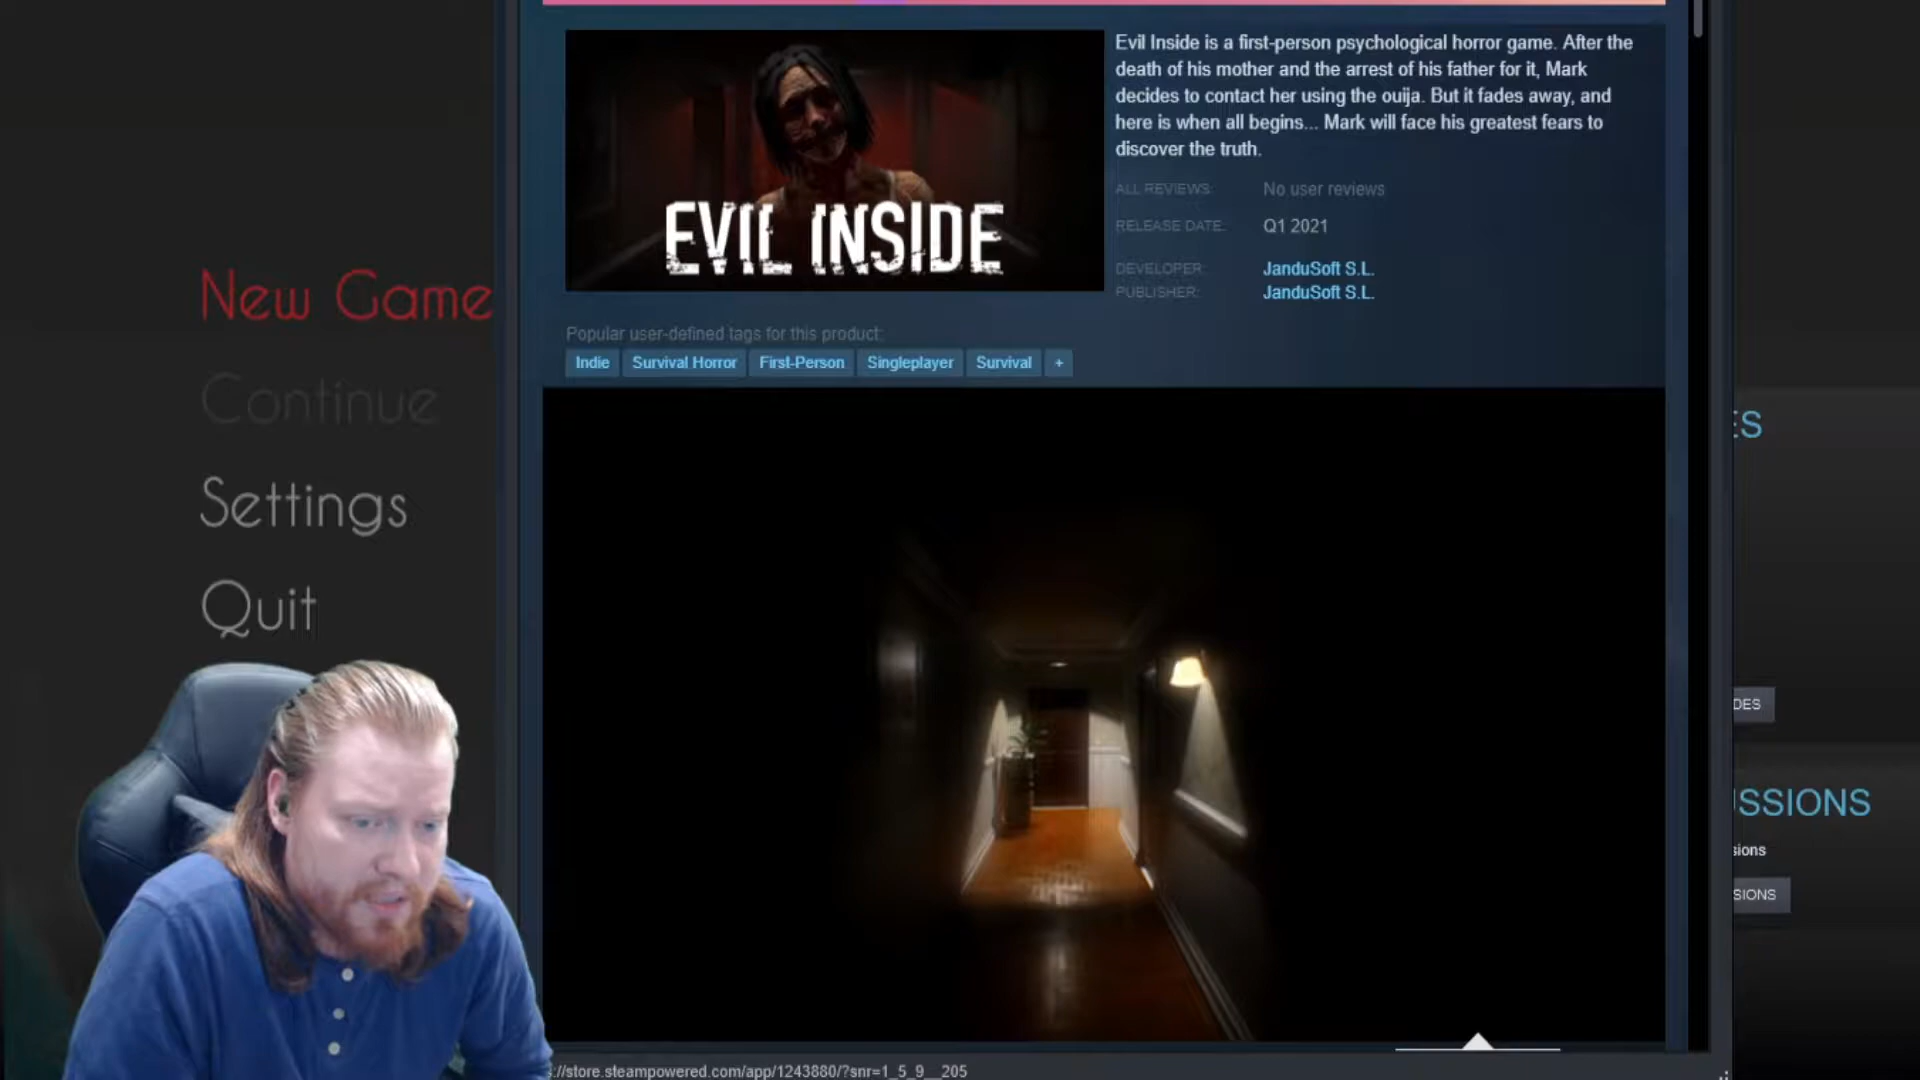 Evil Inside is a first-person psychological horror game. After the
death of his mother and the arrest of his father for it, Mark
decides to contact her using the ouija. But it fades away, and
here is when all begins... Mark will face his greatest fears to
discover the truth.
EVIL INSIDE
ALL REVIEWS: No user reviews
RELEASE DATE: Q1 2021
DEVELOPER: JanduSoft S.L.
PUBLISHER: JanduSoft S.L.
Popular user-defined tags for this product:
Indie Survival Horror First-Person Singleplayer Survival +
New Game
Continue
Settings
Quit
ES
DES
SSIONS
sions
SIONS
://store.steampowered.com/app/1243880/?snr=1_5_9__205